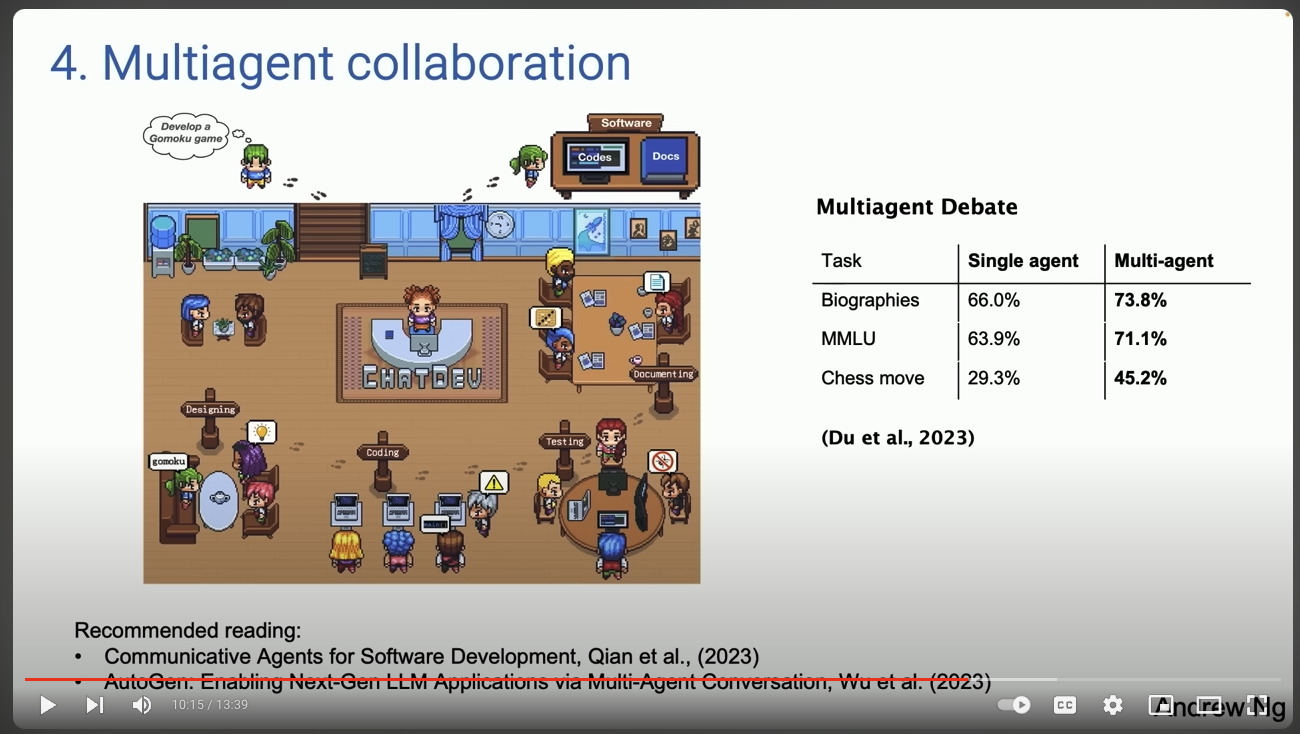 4. Multiagent collaboration
Develop a
Gomoku game
Software
Codes
Docs
CHATDEV
Designing
gomoku
Coding
main()
Testing
Documenting
Multiagent Debate
Task Single agent Multi-agent
Biographies 66.0% 73.8%
MMLU 63.9% 71.1%
Chess move 29.3% 45.2%
(Du et al., 2023)
Recommended reading:
• Communicative Agents for Software Development, Qian et al., (2023)
• AutoGen: Enabling Next-Gen LLM Applications via Multi-Agent Conversation, Wu et al. (2023)
10:15 / 13:39
CC
Andrew Ng